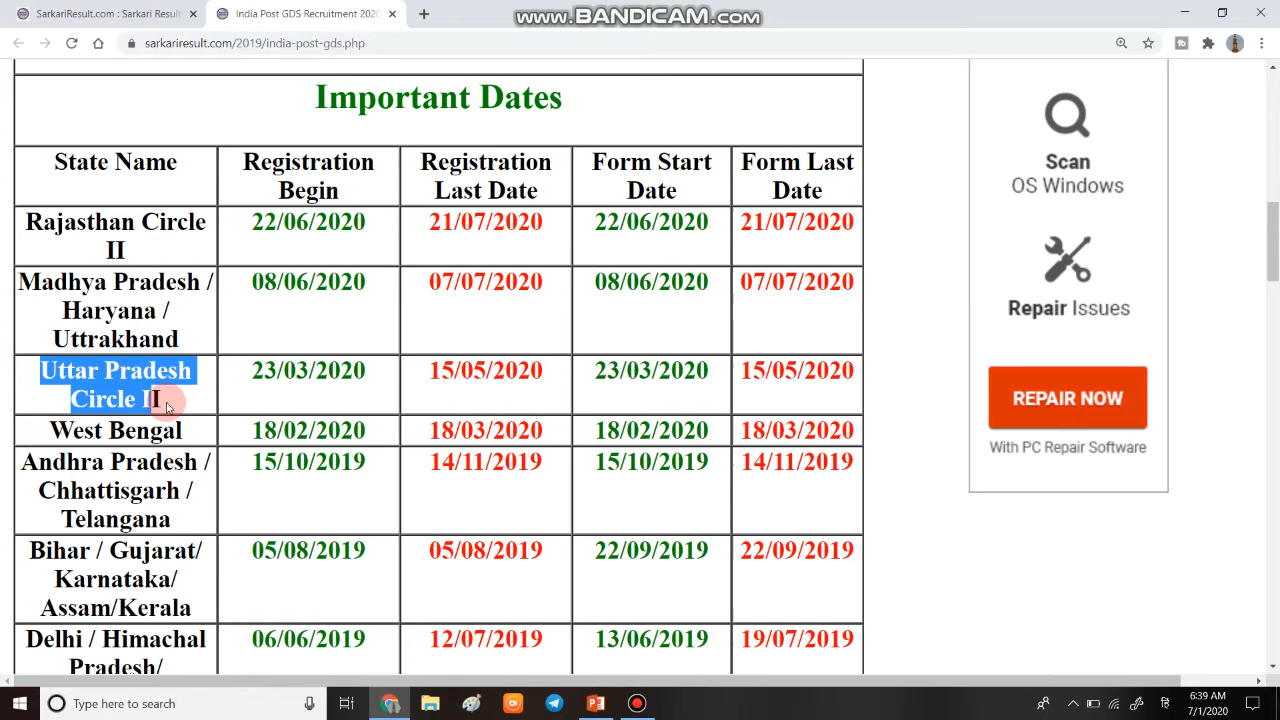 SarkariResult.com : Sarkari Result
India Post GDS Recruitment 2020
www.BANDICAM.com
sarkariresult.com/2019/india-post-gds.php
Important Dates
State Name
Registration Begin
Registration Last Date
Form Start Date
Form Last Date
Rajasthan Circle II
22/06/2020
21/07/2020
22/06/2020
21/07/2020
Madhya Pradesh / Haryana / Uttrakhand
08/06/2020
07/07/2020
08/06/2020
07/07/2020
Uttar Pradesh Circle II
23/03/2020
15/05/2020
23/03/2020
15/05/2020
West Bengal
18/02/2020
18/03/2020
18/02/2020
18/03/2020
Andhra Pradesh / Chhattisgarh / Telangana
15/10/2019
14/11/2019
15/10/2019
14/11/2019
Bihar / Gujarat/ Karnataka/ Assam/Kerala
05/08/2019
05/08/2019
22/09/2019
22/09/2019
Delhi / Himachal Pradesh/
06/06/2019
12/07/2019
13/06/2019
19/07/2019
Scan
OS Windows
Repair Issues
REPAIR NOW
With PC Repair Software
Type here to search
6:39 AM
7/1/2020